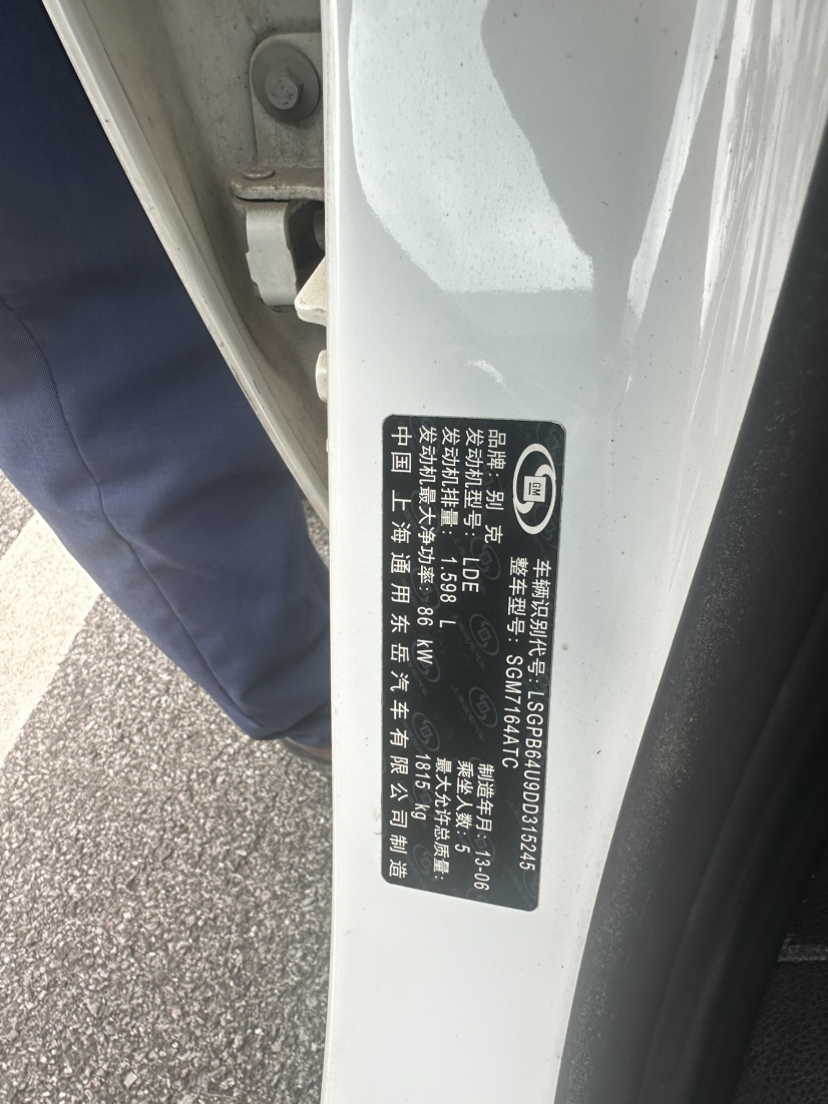 GM
车辆识别代号: LSGPB64U9DD315245
整车型号: SGM7164ATC
品牌: 别 克
制造年月: 13-06
发动机型号: LDE
乘坐人数: 5
发动机排量: 1.598 L
最大允许总质量:
发动机最大净功率: 86 kW
1815 kg
中国 上海通用东岳汽车有限公司制造